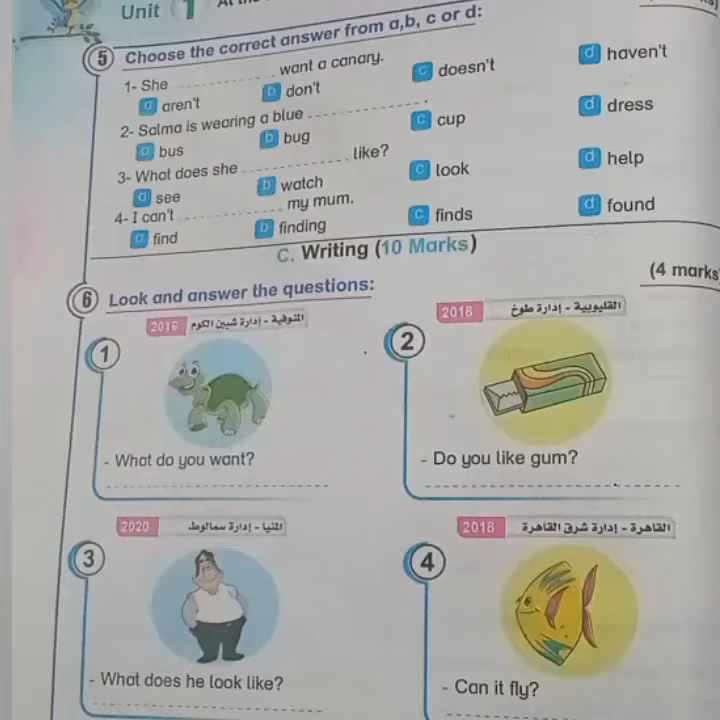 Unit 1
5 Choose the correct answer from a,b, c or d:
1- She ............ want a canary.
a aren't b don't c doesn't d haven't
2- Salma is wearing a blue ............ .
a bus b bug c cup d dress
3- What does she ............ like?
a see b watch c look d help
4- I can't ............ my mum.
a find b finding c finds d found
C. Writing (10 Marks)
6 Look and answer the questions: (4 marks
2016 المنوفية - إدارة شبين الكوم
2018 القليوبية - إدارة طوخ
1
2
- What do you want?
- Do you like gum?
2020 المنيا - إدارة سمالوط
2018 القاهرة - إدارة شرق القاهرة
3
4
- What does he look like?
- Can it fly?